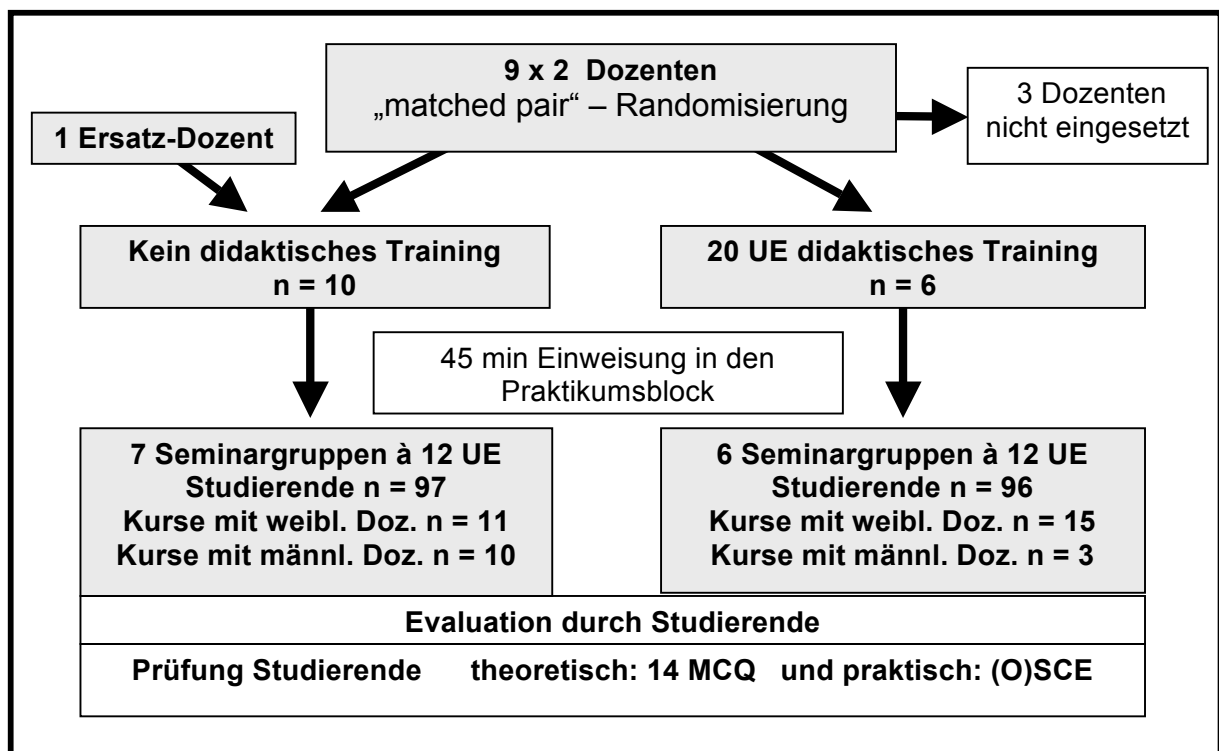 9 x 2 Dozenten
„matched pair“ – Randomisierung
3 Dozenten
nicht eingesetzt
1 Ersatz-Dozent
Kein didaktisches Training
n = 10
20 UE didaktisches Training
n = 6
45 min Einweisung in den
Praktikumsblock
7 Seminargruppen à 12 UE
Studierende n = 97
Kurse mit weibl. Doz. n = 11
Kurse mit männl. Doz. n = 10
6 Seminargruppen à 12 UE
Studierende n = 96
Kurse mit weibl. Doz. n = 15
Kurse mit männl. Doz. n = 3
Evaluation durch Studierende
Prüfung Studierende theoretisch: 14 MCQ und praktisch: (O)SCE